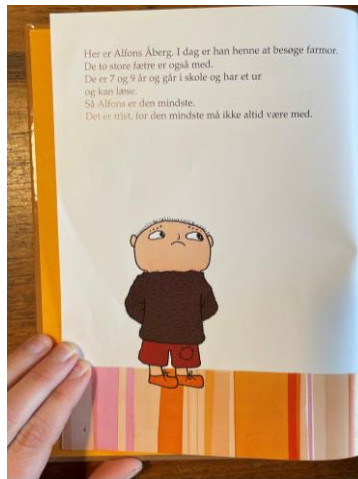 Her er Alfons Åberg. I dag er han henne at besøge farmor.
De to store fætre er også med.
De er 7 og 9 år og går i skole og har et ur
og kan læse.
Så Alfons er den mindste.
Det er trist, for den mindste må ikke altid være med.